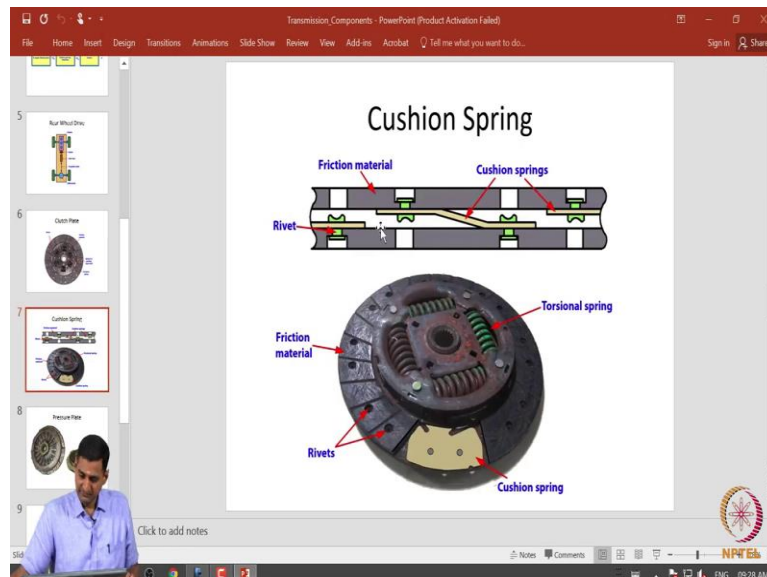 Transmission_Components - PowerPoint (Product Activation Failed)
File Home Insert Design Transitions Animations Slide Show Review View Add-ins Acrobat Tell me what you want to do... Sign in Share
5
Rear Wheel Drive
6
Clutch Plate
7
Cushion Spring
8
Pressure Plate
9
Cushion Spring
Friction material
Cushion springs
Rivet
Torsional spring
Friction
material
Rivets
Cushion spring
Click to add notes
Notes Comments
NPTEL
ENG 09:28 AM